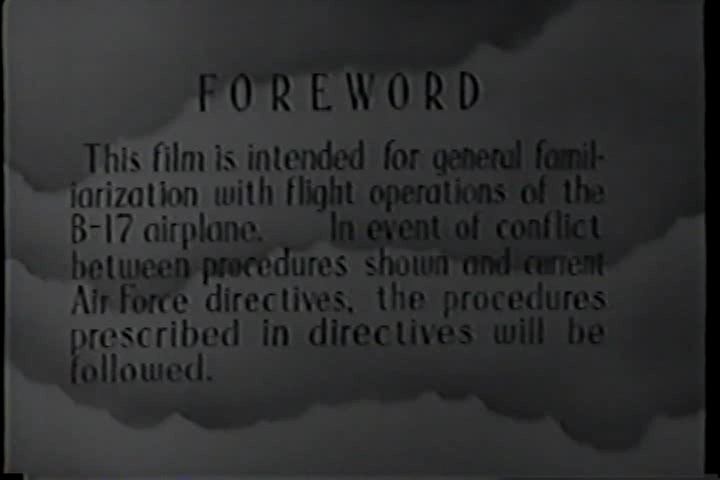 FOREWORD
This film is intended for general famil-
iarization with flight operations of the
B-17 airplane. In event of conflict
between procedures shown and current
Air Force directives, the procedures
prescribed in directives will be
followed.